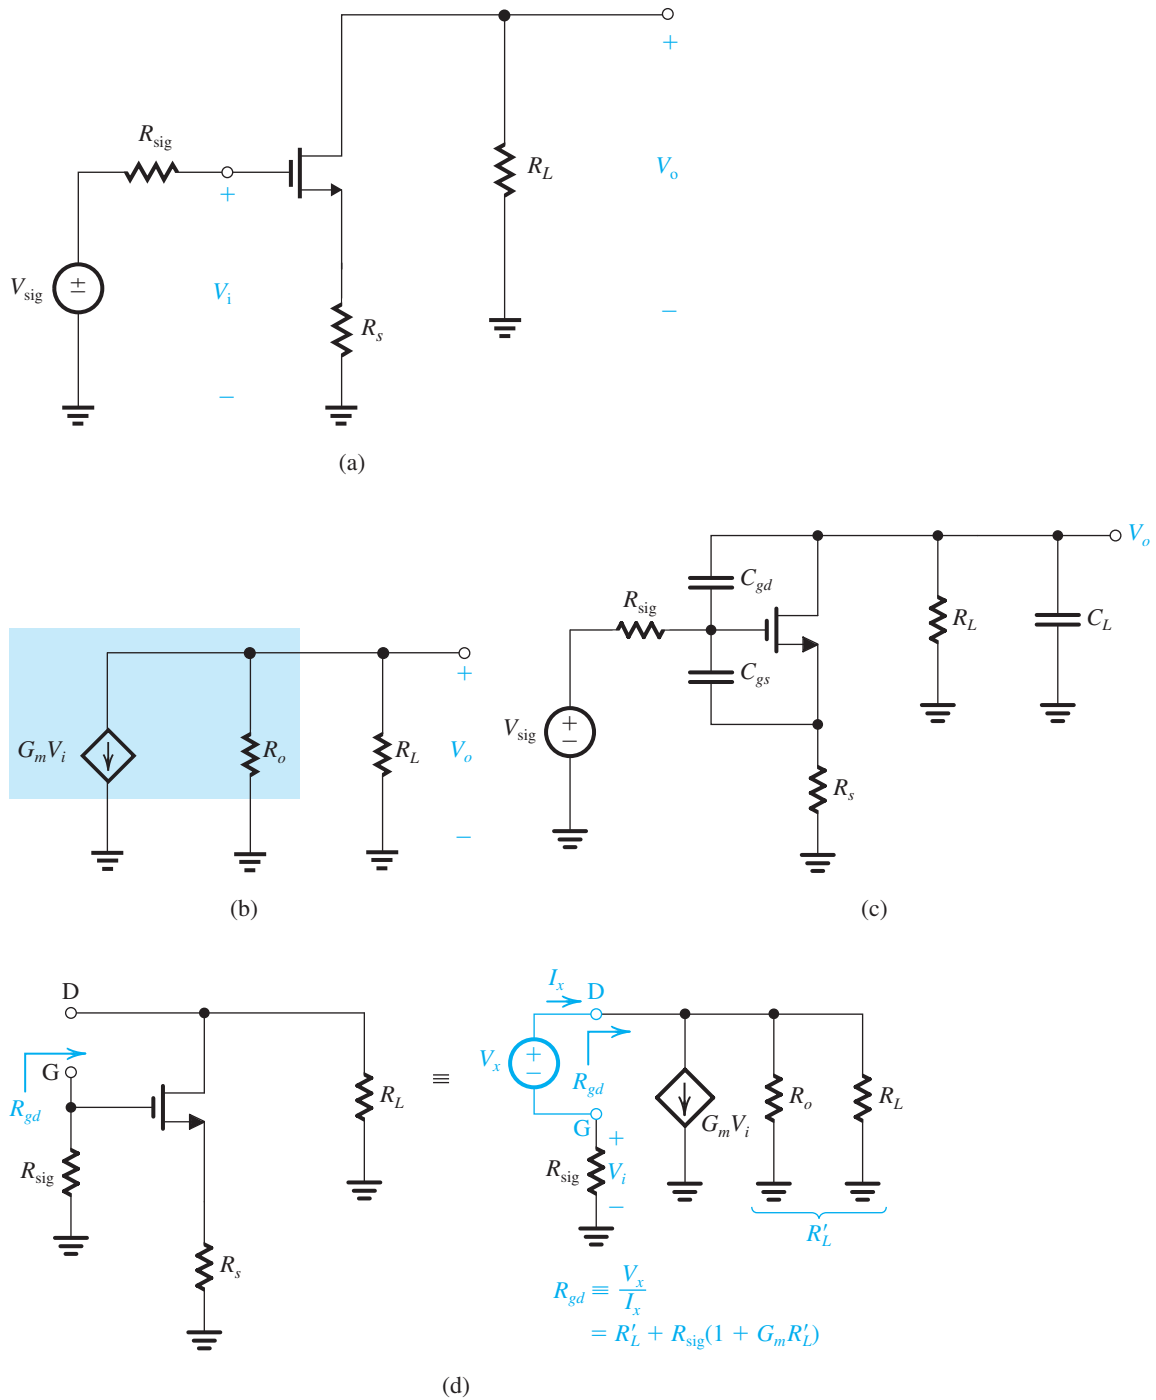 +
R_sig
R_L
V_o
+
V_sig
±
V_i
R_s
−
−
(a)
V_o
C_gd
R_sig
R_L
C_L
C_gs
+
G_mV_i
R_o
R_L
V_o
V_sig
+
−
R_s
−
(b)
(c)
D
I_x
D
G
V_x
+
−
R_gd
R_gd
R_L
≡
G_mV_i
R_o
R_L
G
+
R_sig
R_sig
V_i
−
R_s
R′_L
R_gd ≡ V_x / I_x
= R′_L + R_sig(1 + G_mR′_L)
(d)